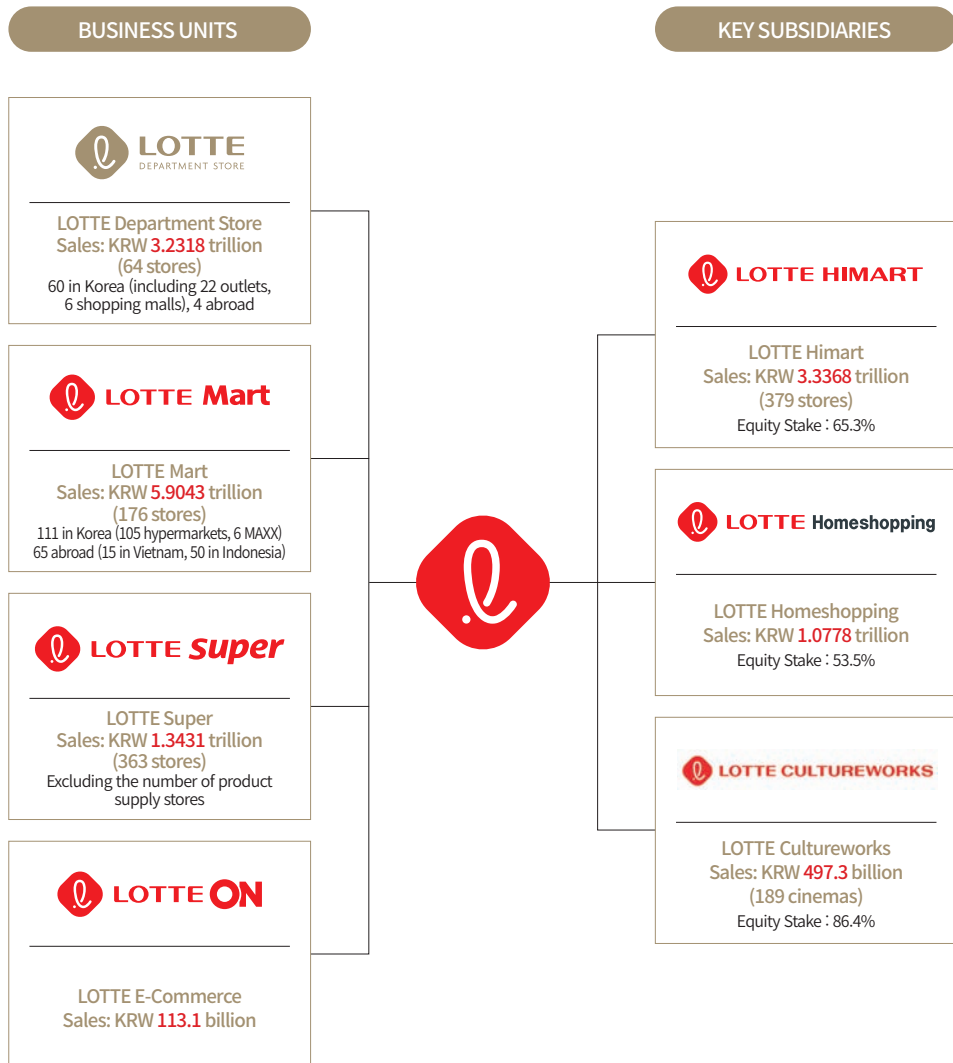 BUSINESS UNITS
LOTTE
DEPARTMENT STORE
LOTTE Department Store
Sales: KRW 3.2318 trillion
(64 stores)
60 in Korea (including 22 outlets,
6 shopping malls), 4 abroad
LOTTE Mart
LOTTE Mart
Sales: KRW 5.9043 trillion
(176 stores)
111 in Korea (105 hypermarkets, 6 MAXX)
65 abroad (15 in Vietnam, 50 in Indonesia)
LOTTE super
LOTTE Super
Sales: KRW 1.3431 trillion
(363 stores)
Excluding the number of product
supply stores
LOTTE ON
LOTTE E-Commerce
Sales: KRW 113.1 billion
KEY SUBSIDIARIES
LOTTE HIMART
LOTTE Himart
Sales: KRW 3.3368 trillion
(379 stores)
Equity Stake : 65.3%
LOTTE Homeshopping
LOTTE Homeshopping
Sales: KRW 1.0778 trillion
Equity Stake : 53.5%
LOTTE CULTUREWORKS
LOTTE Cultureworks
Sales: KRW 497.3 billion
(189 cinemas)
Equity Stake : 86.4%